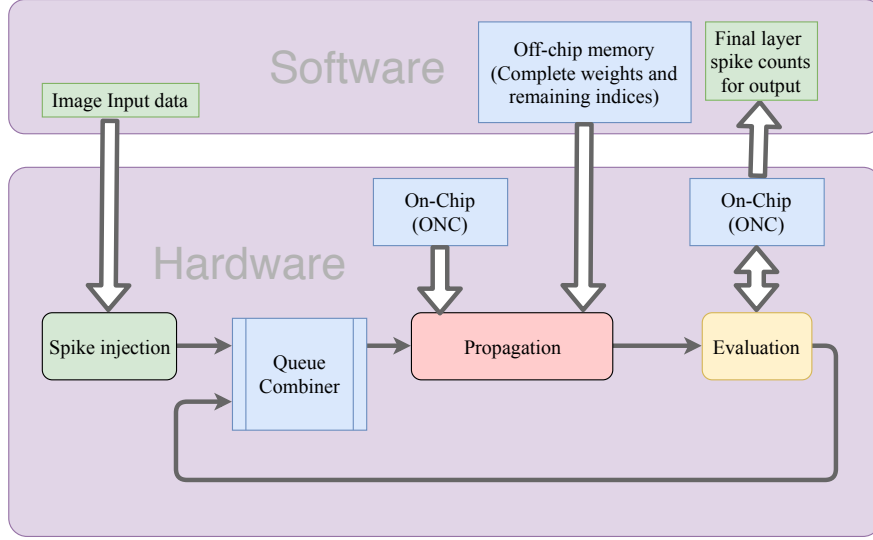 Software
Image Input data
Off-chip memory
(Complete weights and
remaining indices)
Final layer
spike counts
for output
Hardware
On-Chip
(ONC)
On-Chip
(ONC)
Spike injection
Queue
Combiner
Propagation
Evaluation